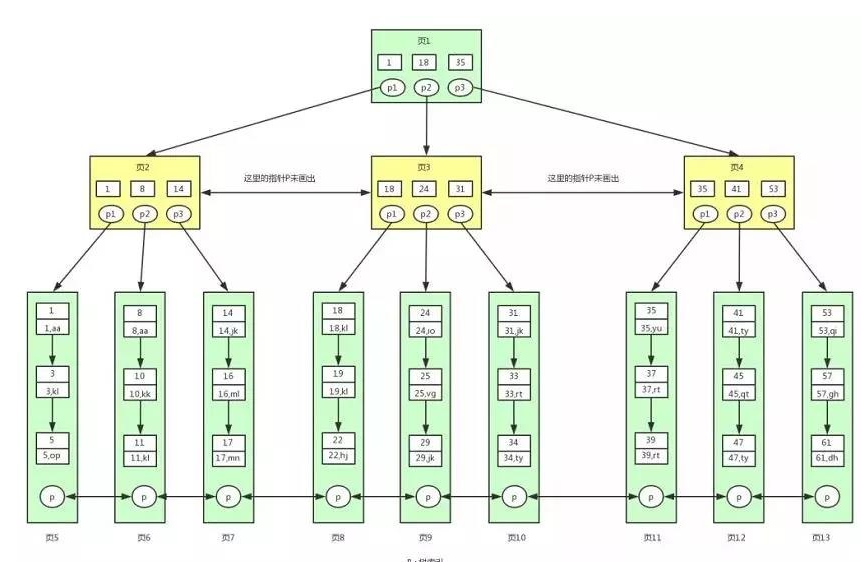 页1
1 18 35
p1 p2 p3
页2 页3 页4
这里的指针P未画出 这里的指针P未画出
1 8 14 18 24 31 35 41 53
p1 p2 p3 p1 p2 p3 p1 p2 p3
1 8 14 18 24 31 35 41 53
1,aa 8,aa 14,jk 18,kl 24,io 31,jk 35,yu 41,ty 53,qi
3 10 16 19 25 33 37 45 57
3,kl 10,kk 16,ml 19,kl 25,vg 33,rt 37,rt 45,qt 57,gh
5 11 17 22 29 34 39 47 61
5,op 11,kl 17,mn 22,hj 29,jk 34,ty 39,rt 47,ty 61,dh
p p p p p p p p p
页5 页6 页7 页8 页9 页10 页11 页12 页13